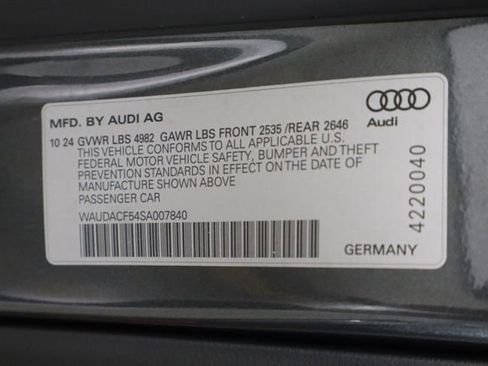 MFD. BY AUDI AG
10 24 GVWR LBS 4982 GAWR LBS FRONT 2535 /REAR 2646
THIS VEHICLE CONFORMS TO ALL APPLICABLE U.S.
FEDERAL MOTOR VEHICLE SAFETY, BUMPER AND THEFT
PREVENTION STANDARDS IN EFFECT ON THE DATE OF
MANUFACTURE SHOWN ABOVE
PASSENGER CAR
WAUDACF54SA007840
Audi
4220040
GERMANY